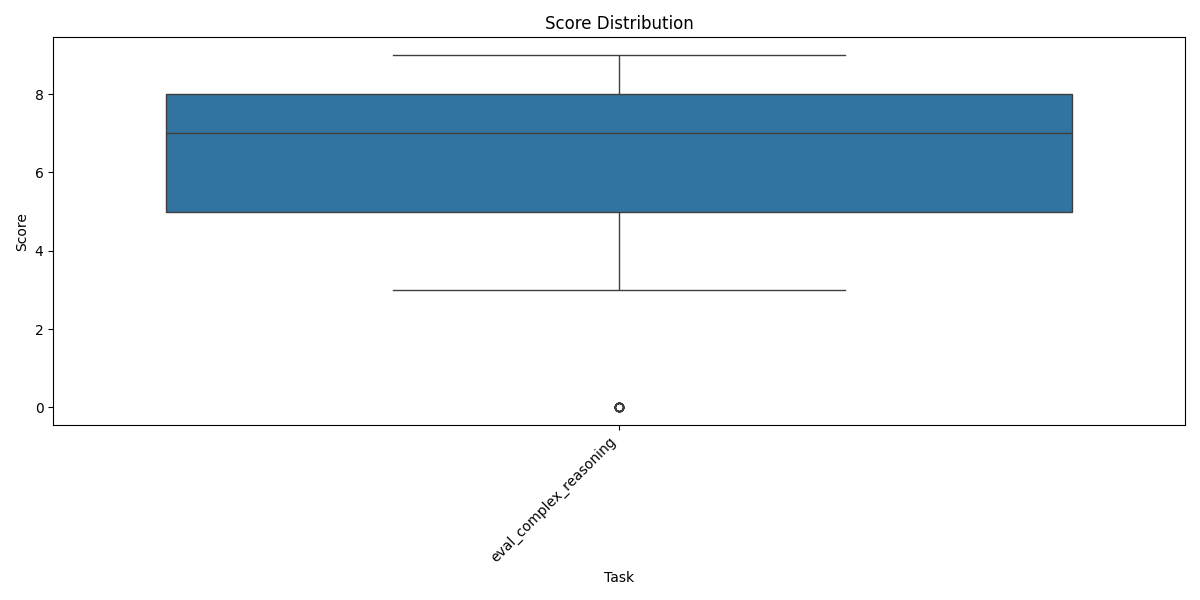 Score Distribution
8
6
4
2
0
Score
eval_complex_reasoning
Task